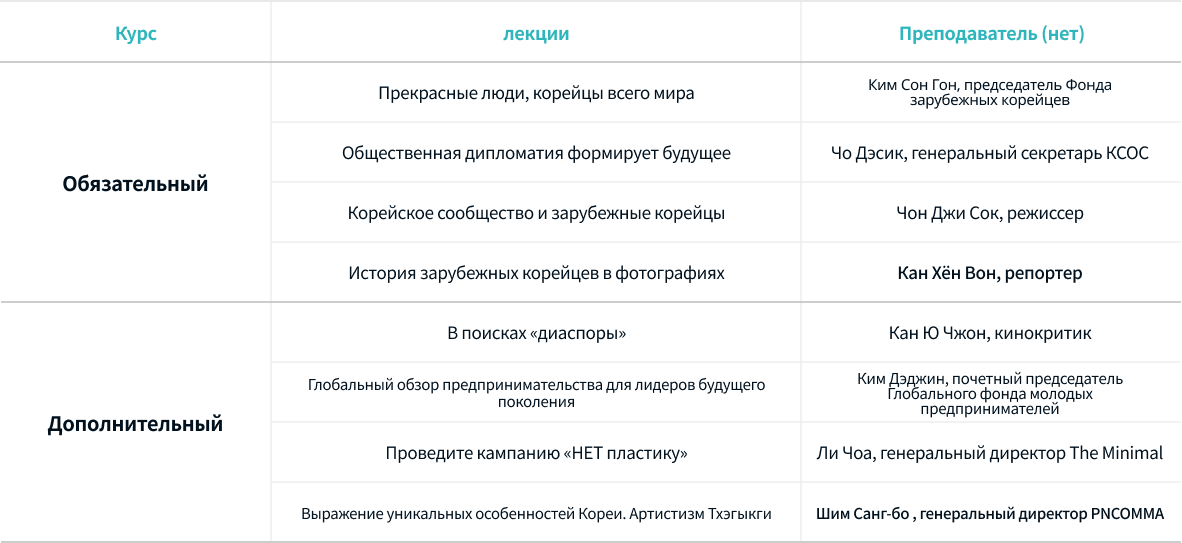 Курс
лекции
Преподаватель (нет)
Обязательный
Прекрасные люди, корейцы всего мира
Ким Сон Гон, председатель Фонда
зарубежных корейцев
Общественная дипломатия формирует будущее
Чо Дэсик, генеральный секретарь КСОС
Корейское сообщество и зарубежные корейцы
Чон Джи Сок, режиссер
История зарубежных корейцев в фотографиях
Кан Хён Вон, репортер
Дополнительный
В поисках «диаспоры»
Кан Ю Чжон, кинокритик
Глобальный обзор предпринимательства для лидеров будущего
поколения
Ким Дэджин, почетный председатель
Глобального фонда молодых
предпринимателей
Проведите кампанию «НЕТ пластику»
Ли Чоа, генеральный директор The Minimal
Выражение уникальных особенностей Кореи. Артистизм Тхэгыкги
Шим Санг-бо , генеральный директор PNCOMMA